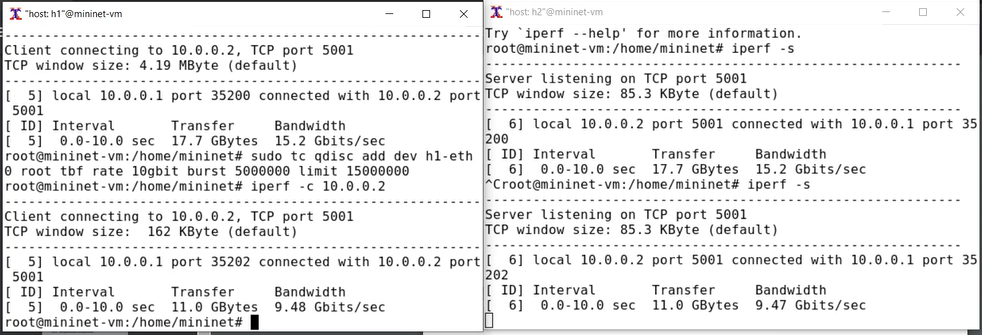 "host: h1"@mininet-vm
------------------------------------------------------------
Client connecting to 10.0.0.2, TCP port 5001
TCP window size: 4.19 MByte (default)
------------------------------------------------------------
[  5] local 10.0.0.1 port 35200 connected with 10.0.0.2 port
 5001
[ ID] Interval       Transfer     Bandwidth
[  5]  0.0-10.0 sec  17.7 GBytes  15.2 Gbits/sec
root@mininet-vm:/home/mininet# sudo tc qdisc add dev h1-eth
0 root tbf rate 10gbit burst 5000000 limit 15000000
root@mininet-vm:/home/mininet# iperf -c 10.0.0.2
------------------------------------------------------------
Client connecting to 10.0.0.2, TCP port 5001
TCP window size:  162 KByte (default)
------------------------------------------------------------
[  5] local 10.0.0.1 port 35202 connected with 10.0.0.2 port
 5001
[ ID] Interval       Transfer     Bandwidth
[  5]  0.0-10.0 sec  11.0 GBytes  9.48 Gbits/sec
root@mininet-vm:/home/mininet#
"host: h2"@mininet-vm
Try `iperf --help' for more information.
root@mininet-vm:/home/mininet# iperf -s
------------------------------------------------------------
Server listening on TCP port 5001
TCP window size: 85.3 KByte (default)
------------------------------------------------------------
[  6] local 10.0.0.2 port 5001 connected with 10.0.0.1 port 35
200
[ ID] Interval       Transfer     Bandwidth
[  6]  0.0-10.0 sec  17.7 GBytes  15.2 Gbits/sec
^Croot@mininet-vm:/home/mininet# iperf -s
------------------------------------------------------------
Server listening on TCP port 5001
TCP window size: 85.3 KByte (default)
------------------------------------------------------------
[  6] local 10.0.0.2 port 5001 connected with 10.0.0.1 port 35
202
[ ID] Interval       Transfer     Bandwidth
[  6]  0.0-10.0 sec  11.0 GBytes  9.47 Gbits/sec